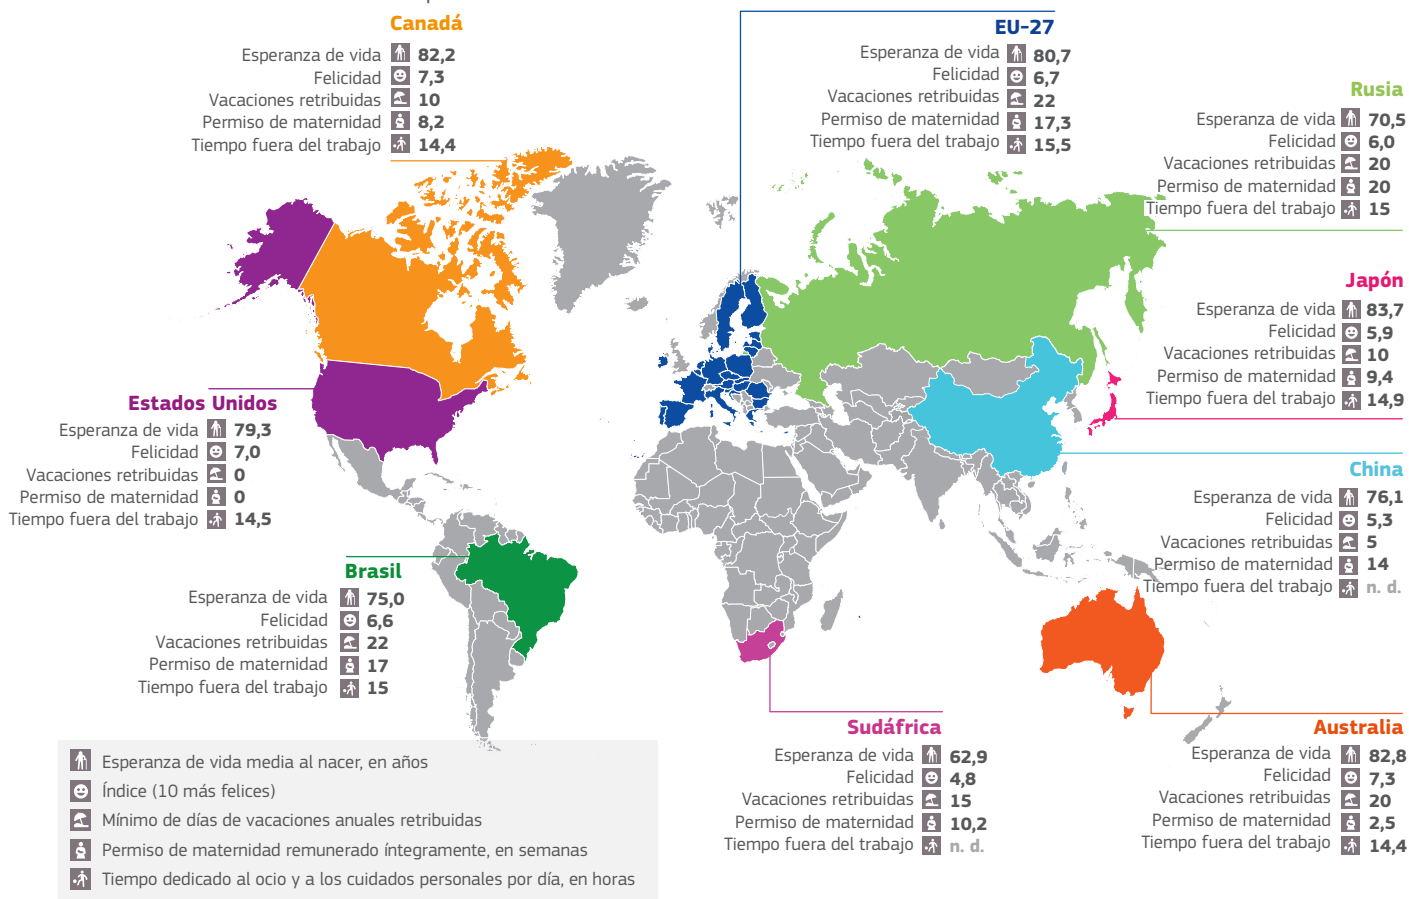 Canadá
Esperanza de vida 82,2
Felicidad 7,3
Vacaciones retribuidas 10
Permiso de maternidad 8,2
Tiempo fuera del trabajo 14,4
EU-27
Esperanza de vida 80,7
Felicidad 6,7
Vacaciones retribuidas 22
Permiso de maternidad 17,3
Tiempo fuera del trabajo 15,5
Rusia
Esperanza de vida 70,5
Felicidad 6,0
Vacaciones retribuidas 20
Permiso de maternidad 20
Tiempo fuera del trabajo 15
Japón
Esperanza de vida 83,7
Felicidad 5,9
Vacaciones retribuidas 10
Permiso de maternidad 9,4
Tiempo fuera del trabajo 14,9
Estados Unidos
Esperanza de vida 79,3
Felicidad 7,0
Vacaciones retribuidas 0
Permiso de maternidad 0
Tiempo fuera del trabajo 14,5
China
Esperanza de vida 76,1
Felicidad 5,3
Vacaciones retribuidas 5
Permiso de maternidad 14
Tiempo fuera del trabajo n. d.
Brasil
Esperanza de vida 75,0
Felicidad 6,6
Vacaciones retribuidas 22
Permiso de maternidad 17
Tiempo fuera del trabajo 15
Sudáfrica
Esperanza de vida 62,9
Felicidad 4,8
Vacaciones retribuidas 15
Permiso de maternidad 10,2
Tiempo fuera del trabajo n. d.
Australia
Esperanza de vida 82,8
Felicidad 7,3
Vacaciones retribuidas 20
Permiso de maternidad 2,5
Tiempo fuera del trabajo 14,4
Esperanza de vida media al nacer, en años
Índice (10 más felices)
Mínimo de días de vacaciones anuales retribuidas
Permiso de maternidad remunerado íntegramente, en semanas
Tiempo dedicado al ocio y a los cuidados personales por día, en horas